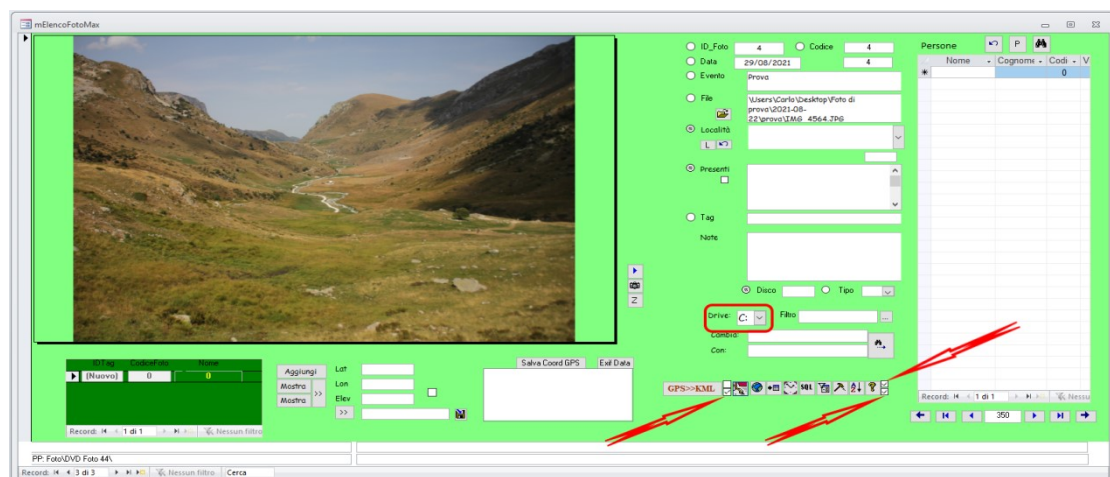 mElencoFotoMax
ID_Foto 4 Codice 4
Data 29/08/2021 4
Evento Prova
File \Users\Carlo\Desktop\Foto di
prova\2021-08-
22\prova\IMG_4564.JPG
Località
L
Presenti
Tag
Note
Disco Tipo
Drive: C: Filtro ...
Cambia:
Con:
GPS>>KML SQL ?
Persone P
Nome Cognome Codi V
0
Record: 1 di 1 Nessu
350
Z
IDTag CodiceFoto Nome
(Nuovo) 0 0
Record: 1 di 1 Nessun filtro
Aggiungi
Mostra
Mostra
>>
Lat
Lon
Elev
>>
Salva Coord GPS Exif Data
PP: Foto\DVD Foto 44\
Record: 3 di 3 Nessun filtro Cerca